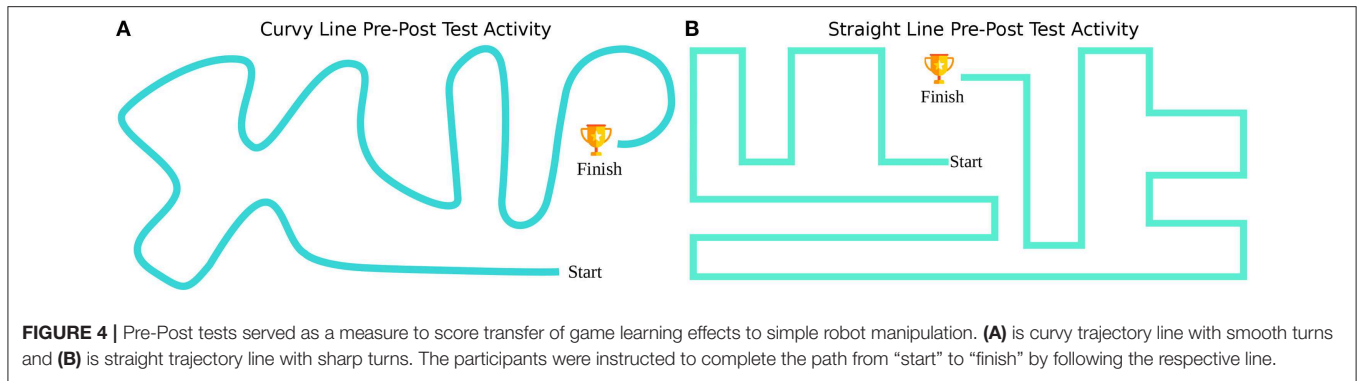 A
Curvy Line Pre-Post Test Activity
Finish
Start
B
Straight Line Pre-Post Test Activity
Finish
Start
FIGURE 4 | Pre-Post tests served as a measure to score transfer of game learning effects to simple robot manipulation. (A) is curvy trajectory line with smooth turns
and (B) is straight trajectory line with sharp turns. The participants were instructed to complete the path from “start” to “finish” by following the respective line.